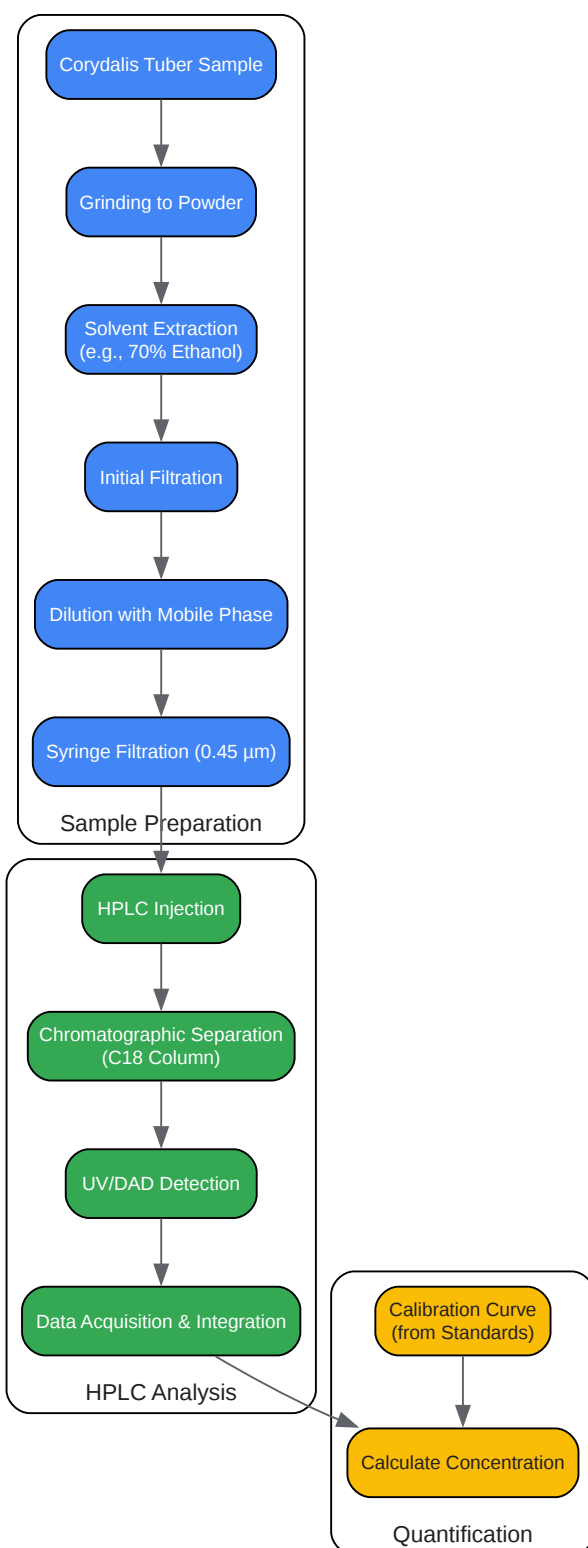 Corydalis Tuber Sample
Grinding to Powder
Solvent Extraction
(e.g., 70% Ethanol)
Initial Filtration
Dilution with Mobile Phase
Syringe Filtration (0.45 µm)
Sample Preparation
HPLC Injection
Chromatographic Separation
(C18 Column)
UV/DAD Detection
Data Acquisition & Integration
HPLC Analysis
Calibration Curve
(from Standards)
Calculate Concentration
Quantification